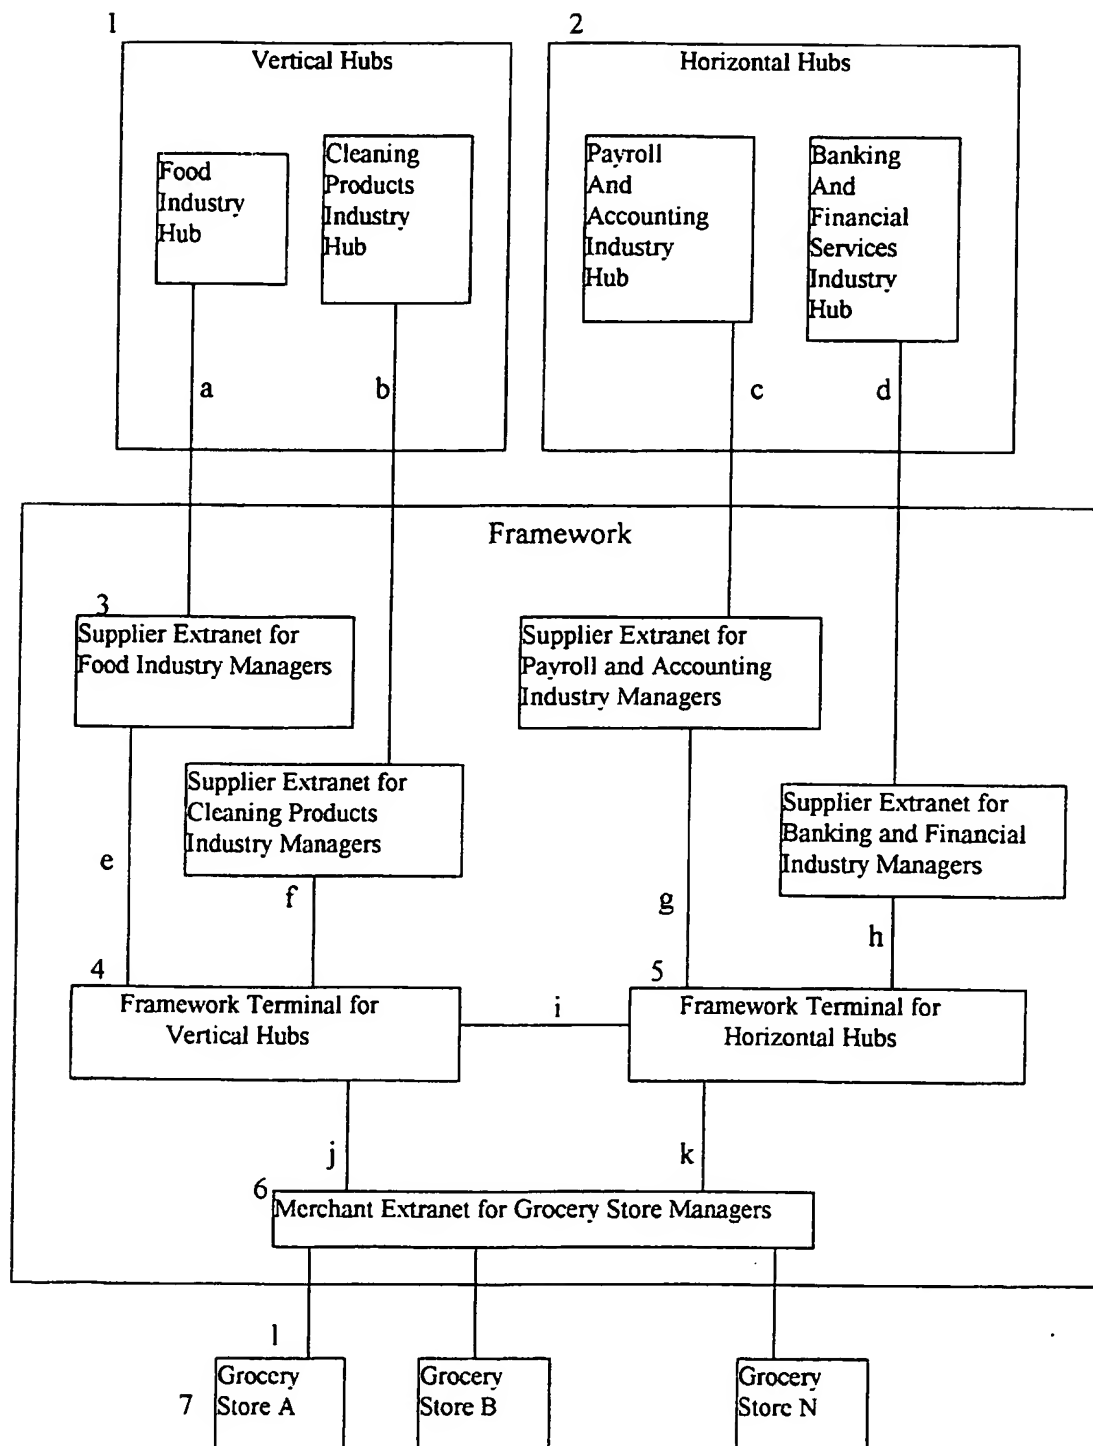 1
2
Vertical Hubs
Horizontal Hubs
Food
Industry
Hub
Cleaning
Products
Industry
Hub
Payroll
And
Accounting
Industry
Hub
Banking
And
Financial
Services
Industry
Hub
a
b
c
d
Framework
3
Supplier Extranet for
Food Industry Managers
Supplier Extranet for
Payroll and Accounting
Industry Managers
Supplier Extranet for
Cleaning Products
Industry Managers
Supplier Extranet for
Banking and Financial
Industry Managers
e
f
g
h
4
Framework Terminal for
Vertical Hubs
i
5
Framework Terminal for
Horizontal Hubs
j
k
6
Merchant Extranet for Grocery Store Managers
l
7
Grocery
Store A
Grocery
Store B
Grocery
Store N